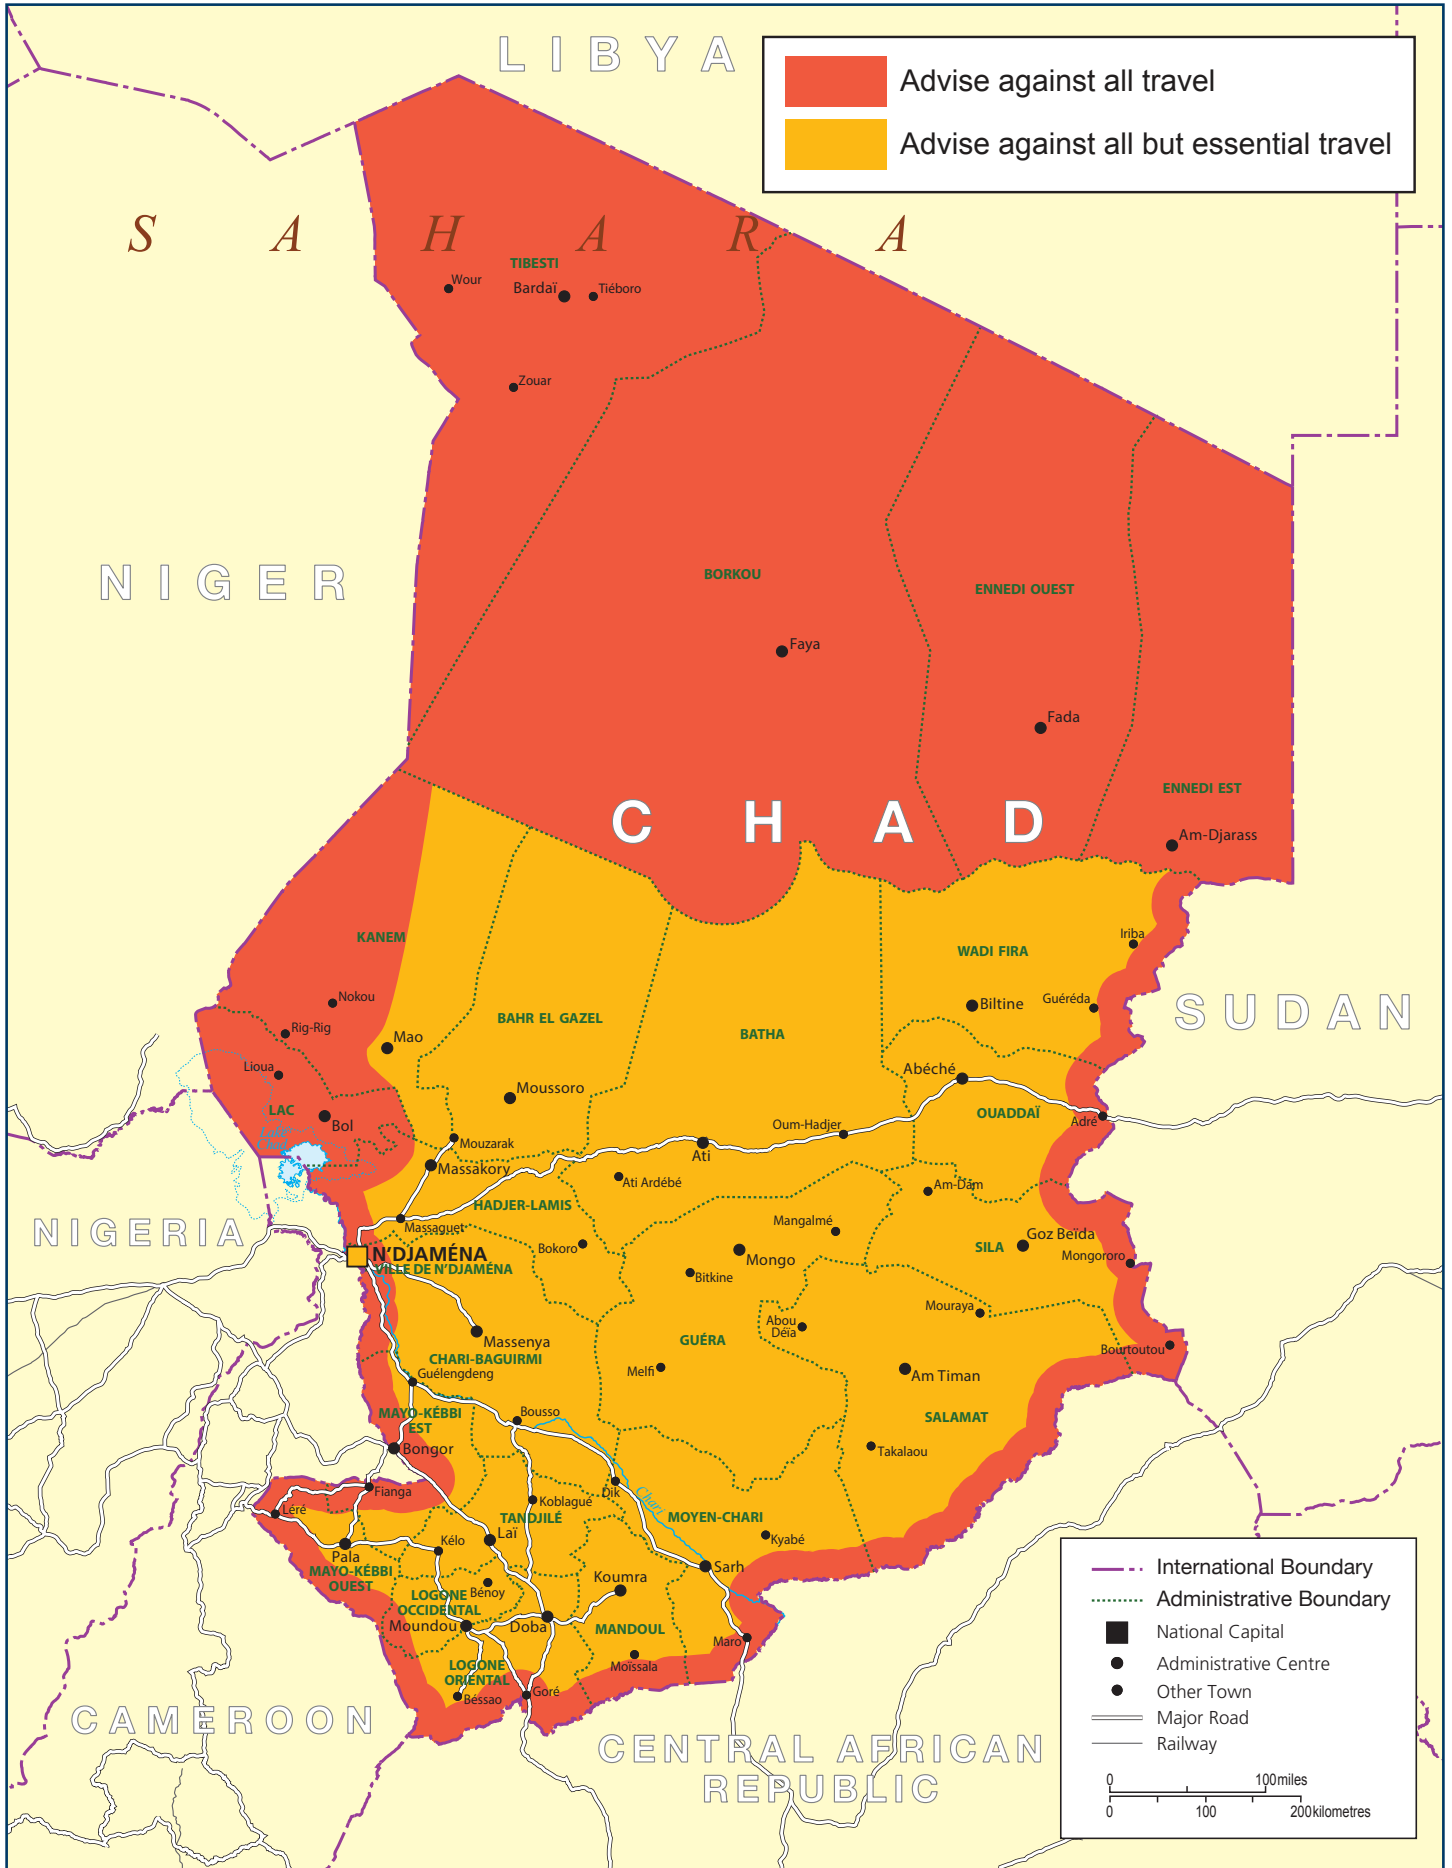 LIBYA
Advise against all travel
Advise against all but essential travel
SAHARA
TIBESTI
Wour
Bardaï
Tiéboro
Zouar
NIGER
BORKOU
ENNEDI OUEST
Faya
Fada
ENNEDI EST
CHAD
Am-Djarass
KANEM
Iriba
WADI FIRA
Nokou
Biltine
Guéréda
SUDAN
BAHR EL GAZEL
BATHA
Rig-Rig
Mao
Lioua
Abéché
Moussoro
LAC
Bol
OUADDAÏ
Adré
Lake
Chad
Oum-Hadjer
Mouzarak
Ati
Massakory
Ati Ardébé
Am-Dam
HADJER-LAMIS
NIGERIA
Massaguet
Mangalmé
Goz Beïda
SILA
Bokoro
Mongo
Mongororo
N'DJAMÉNA
VILLE DE N'DJAMÉNA
Bitkine
Mouraya
Abou
Déïa
Massenya
GUÉRA
Bourtoutou
CHARI-BAGUIRMI
Guélengdeng
Melfi
Am Timan
MAYO-KÉBBI
EST
Bousso
SALAMAT
Bongor
Takalaou
Fianga
Dik
Léré
Koblagué
Chari
TANDJILÉ
MOYEN-CHARI
Laï
Kélo
Kyabé
Pala
MAYO-KÉBBI
OUEST
Sarh
Koumra
Bénoy
LOGONE
OCCIDENTAL
Moundou
Doba
MANDOUL
Maro
Moïssala
LOGONE
ORIENTAL
Goré
Bessao
CAMEROON
CENTRAL AFRICAN
REPUBLIC
International Boundary
Administrative Boundary
National Capital
Administrative Centre
Other Town
Major Road
Railway
0 100miles
0 100 200kilometres